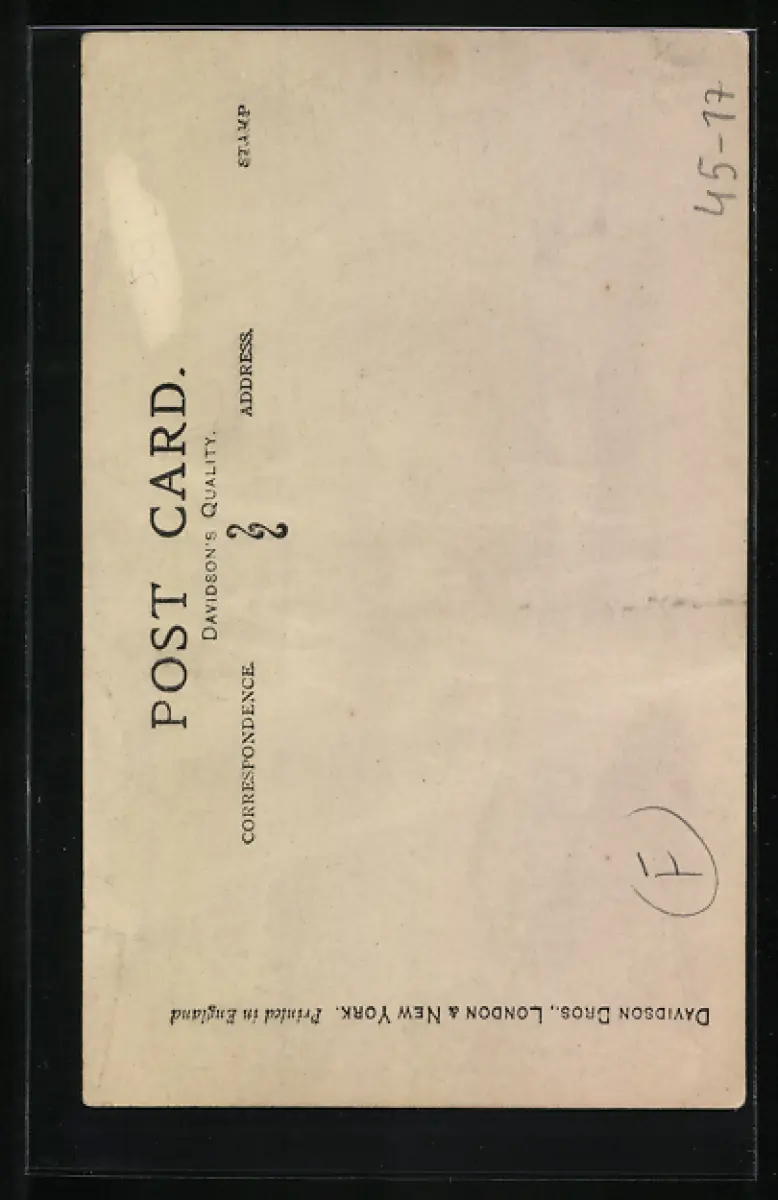 POST CARD.
DAVIDSON'S QUALITY.
CORRESPONDENCE.
ADDRESS.
STAMP
45-17
F
DAVIDSON BROS., LONDON & NEW YORK. Printed in England